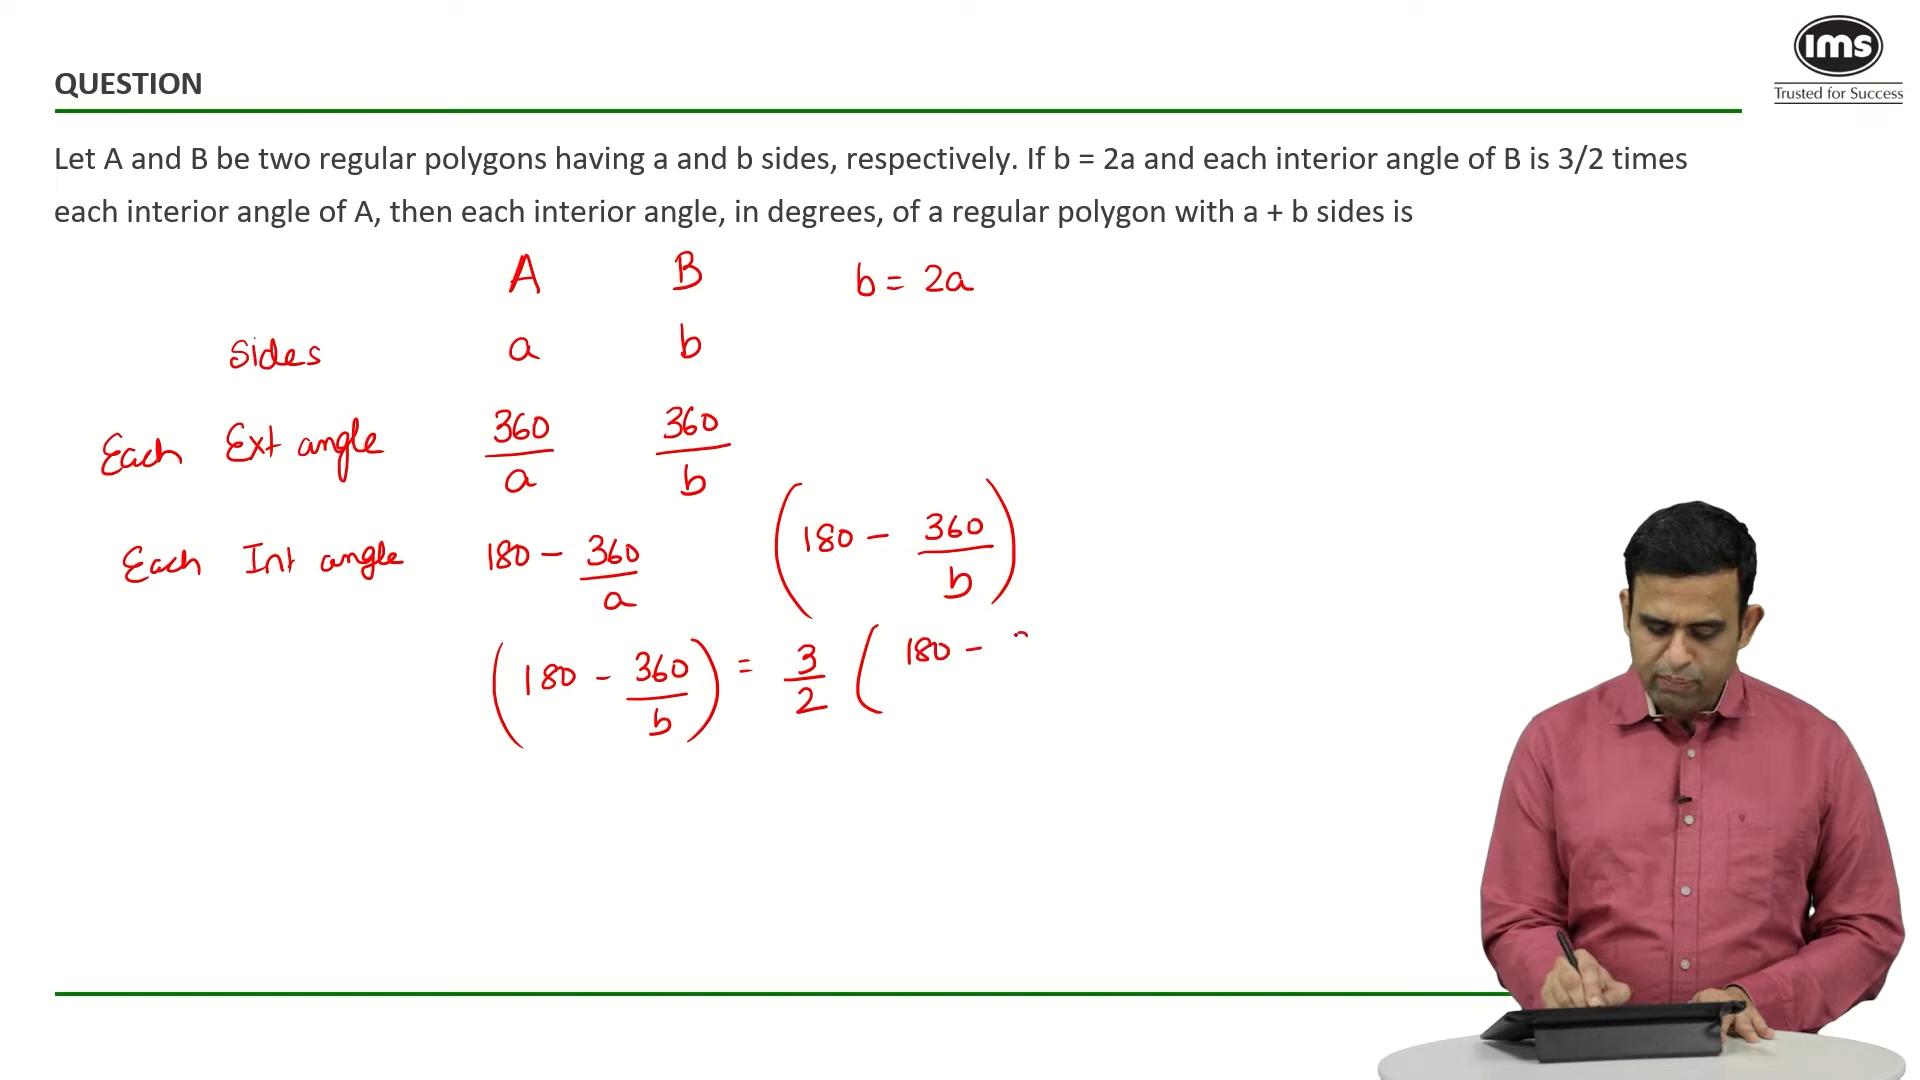 ims
Trusted for Success
QUESTION
Let A and B be two regular polygons having a and b sides, respectively. If b = 2a and each interior angle of B is 3/2 times
each interior angle of A, then each interior angle, in degrees, of a regular polygon with a + b sides is
A B b = 2a
Sides a b
Each Ext angle 360/a 360/b
Each Int angle 180 - 360/a (180 - 360/b)
(180 - 360/b) = 3/2 (180 -